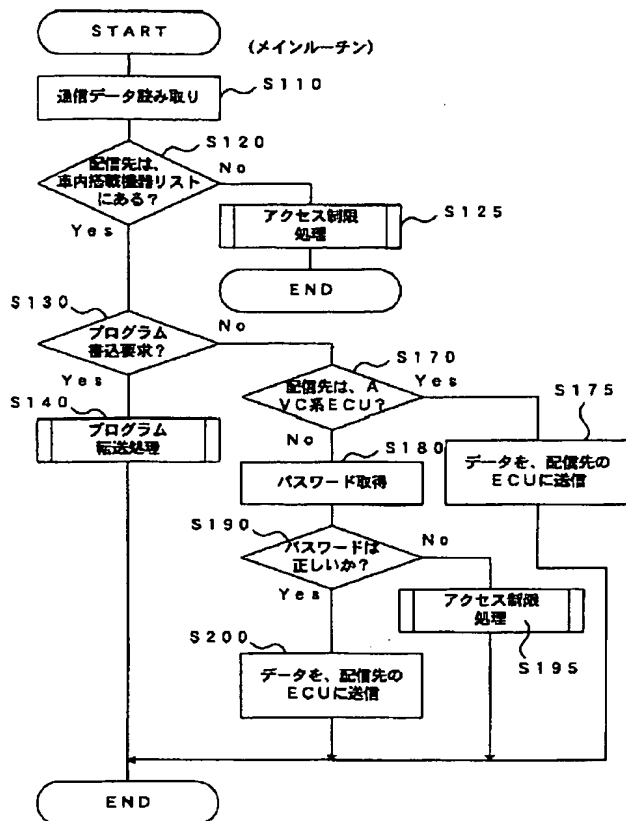 START
(メインルーチン)
通信データ読み取り
S110
S120
配信先は、
車内搭載機器リスト
にある?
No
Yes
アクセス制限
処理
S125
END
S130
プログラム
書込要求?
No
Yes
S140
プログラム
転送処理
S170
配信先は、A
VC系ECU?
Yes
No
S175
データを、配信先の
ECUに送信
S180
パスワード取得
S190
パスワードは
正しいか?
No
Yes
アクセス制限
処理
S195
S200
データを、配信先の
ECUに送信
END